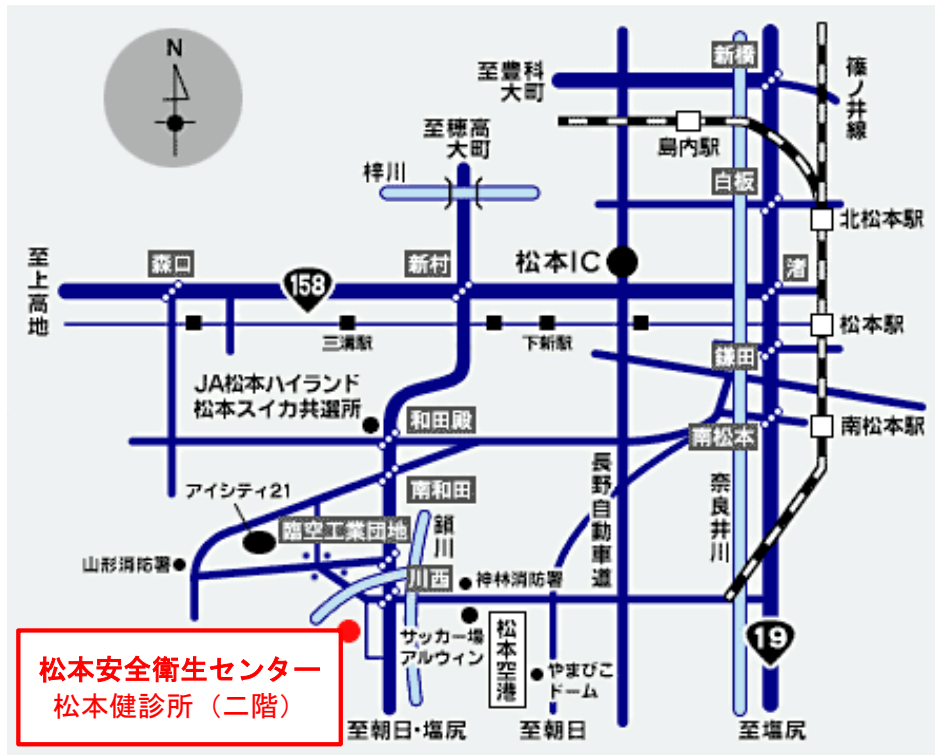 N
新橋
至豊科
大町
篠ノ井線
至穂高
大町
島内駅
梓川
白板
北松本駅
至上高地
森口
158
新村
松本IC
渚
三溝駅
下新駅
松本駅
鎌田
JA松本ハイランド
松本スイカ共選所
和田殿
南松本
南松本駅
アイシティ21
南和田
長野自動車道
奈良井川
臨空工業団地
鎖川
山形消防署
川西
神林消防署
サッカー場
アルウィン
松本空港
やまびこ
ドーム
19
松本安全衛生センター
松本健診所（二階）
至朝日・塩尻
至朝日
至塩尻